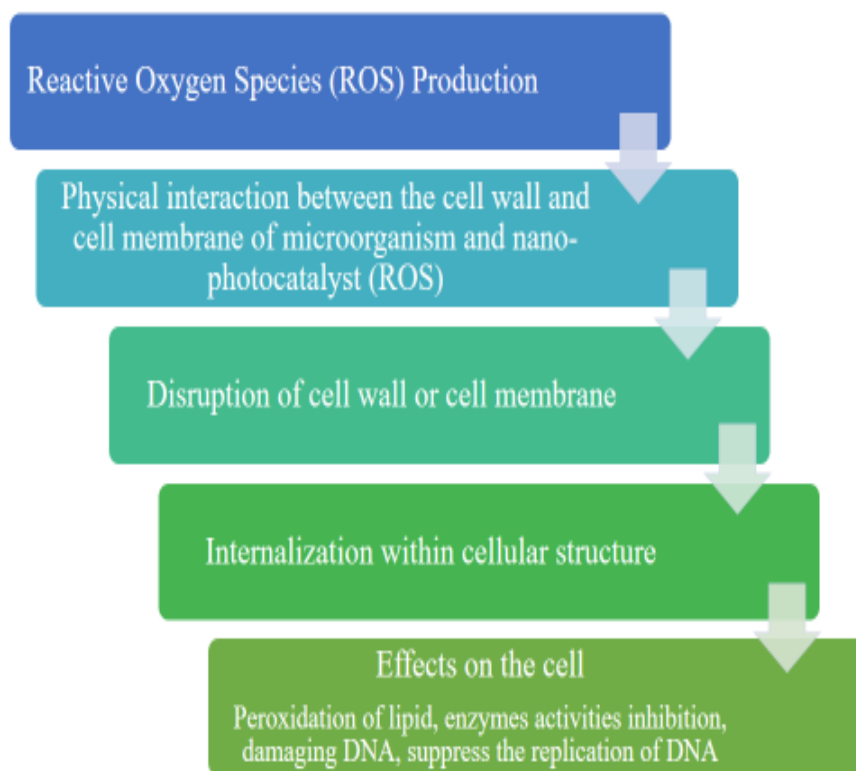 Reactive Oxygen Species (ROS) Production
Physical interaction between the cell wall and
cell membrane of microorganism and nano-
photocatalyst (ROS)
Disruption of cell wall or cell membrane
Internalization within cellular structure
Effects on the cell
Peroxidation of lipid, enzymes activities inhibition,
damaging DNA, suppress the replication of DNA